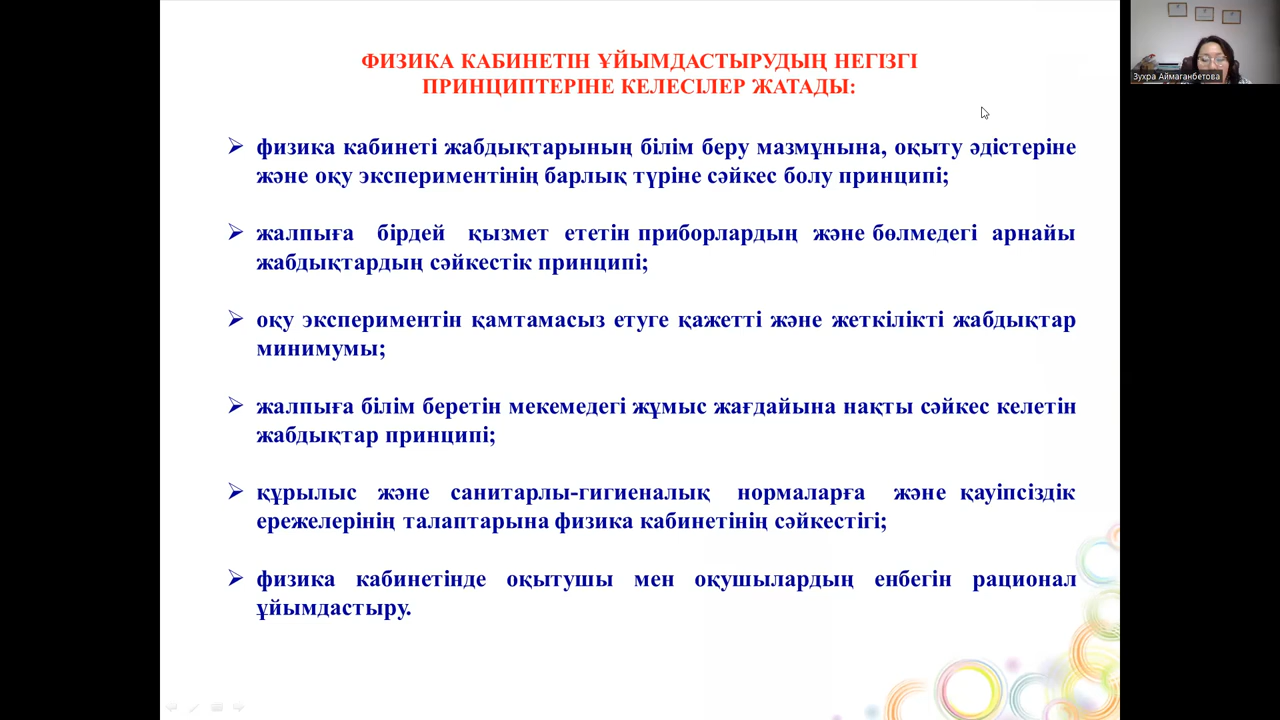 ФИЗИКА КАБИНЕТІН ҰЙЫМДАСТЫРУДЫҢ НЕГІЗГІ
ПРИНЦИПТЕРІНЕ КЕЛЕСІЛЕР ЖАТАДЫ:
Зухра Аймаганбетова
физика кабинеті жабдықтарының білім беру мазмұнына, оқыту әдістеріне
және оқу экспериментінің барлық түріне сәйкес болу принципі;
жалпыға бірдей қызмет ететін приборлардың және бөлмедегі арнайы
жабдықтардың сәйкестік принципі;
оқу экспериментін қамтамасыз етуге қажетті және жеткілікті жабдықтар
минимумы;
жалпыға білім беретін мекемедегі жұмыс жағдайына нақты сәйкес келетін
жабдықтар принципі;
құрылыс және санитарлы-гигиеналық нормаларға және қауіпсіздік
ережелерінің талаптарына физика кабинетінің сәйкестігі;
физика кабинетінде оқытушы мен оқушылардың енбегін рационал
ұйымдастыру.